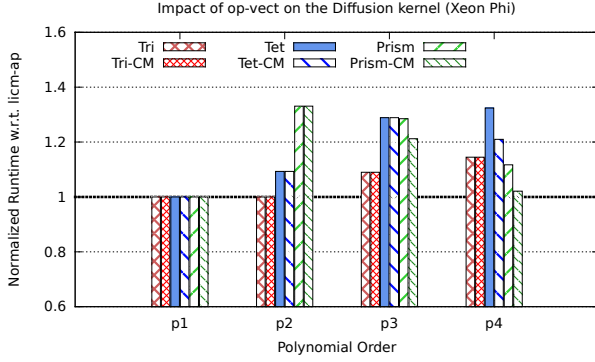 Impact of op-vect on the Diffusion kernel (Xeon Phi)
Normalized Runtime w.r.t. licm-ap
1.6
1.4
1.2
1
0.8
0.6
Tri
Tri-CM
Tet
Tet-CM
Prism
Prism-CM
p1
p2
p3
p4
Polynomial Order